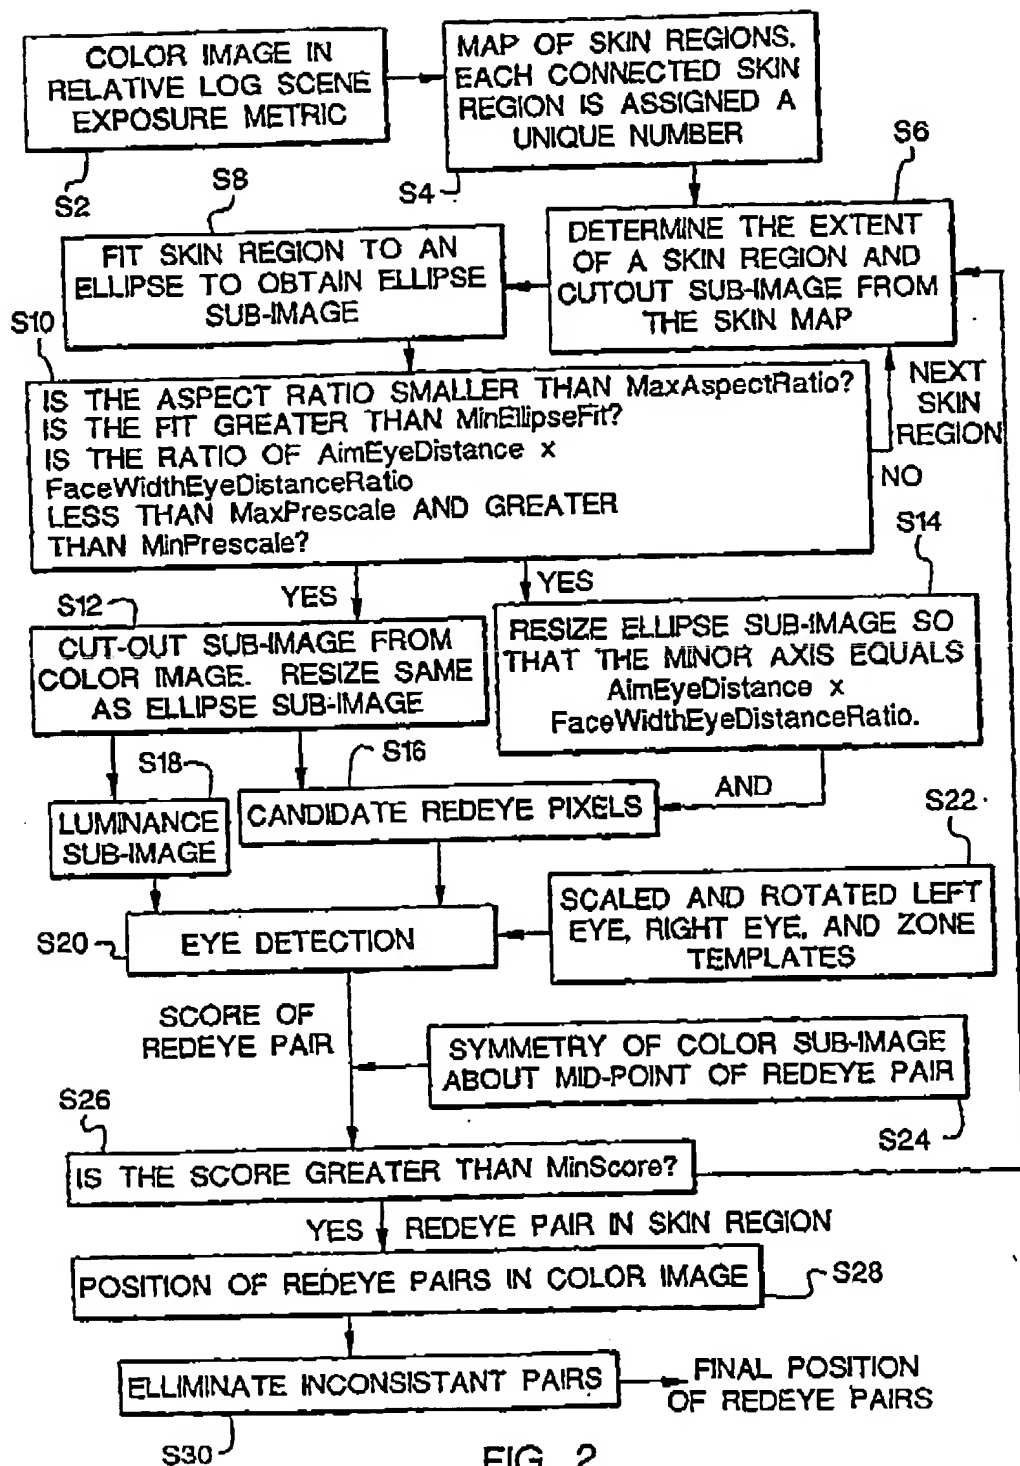 COLOR IMAGE IN
RELATIVE LOG SCENE
EXPOSURE METRIC
S2
MAP OF SKIN REGIONS.
EACH CONNECTED SKIN
REGION IS ASSIGNED A
UNIQUE NUMBER
S4
S6
DETERMINE THE EXTENT
OF A SKIN REGION AND
CUTOUT SUB-IMAGE FROM
THE SKIN MAP
S8
FIT SKIN REGION TO AN
ELLIPSE TO OBTAIN ELLIPSE
SUB-IMAGE
S10
IS THE ASPECT RATIO SMALLER THAN MaxAspectRatio?
IS THE FIT GREATER THAN MinEllipseFit?
IS THE RATIO OF AimEyeDistance x
FaceWidthEyeDistanceRatio
LESS THAN MaxPrescale AND GREATER
THAN MinPrescale?
NEXT
SKIN
REGION
NO
YES
YES
S12
CUT-OUT SUB-IMAGE FROM
COLOR IMAGE. RESIZE SAME
AS ELLIPSE SUB-IMAGE
S14
RESIZE ELLIPSE SUB-IMAGE SO
THAT THE MINOR AXIS EQUALS
AimEyeDistance x
FaceWidthEyeDistanceRatio.
S18
LUMINANCE
SUB-IMAGE
S16
CANDIDATE REDEYE PIXELS
AND
S22
SCALED AND ROTATED LEFT
EYE, RIGHT EYE, AND ZONE
TEMPLATES
S20
EYE DETECTION
SCORE OF
REDEYE PAIR
SYMMETRY OF COLOR SUB-IMAGE
ABOUT MID-POINT OF REDEYE PAIR
S24
S26
IS THE SCORE GREATER THAN MinScore?
YES
REDEYE PAIR IN SKIN REGION
POSITION OF REDEYE PAIRS IN COLOR IMAGE
S28
ELLIMINATE INCONSISTANT PAIRS
S30
FINAL POSITION
OF REDEYE PAIRS
FIG. 2